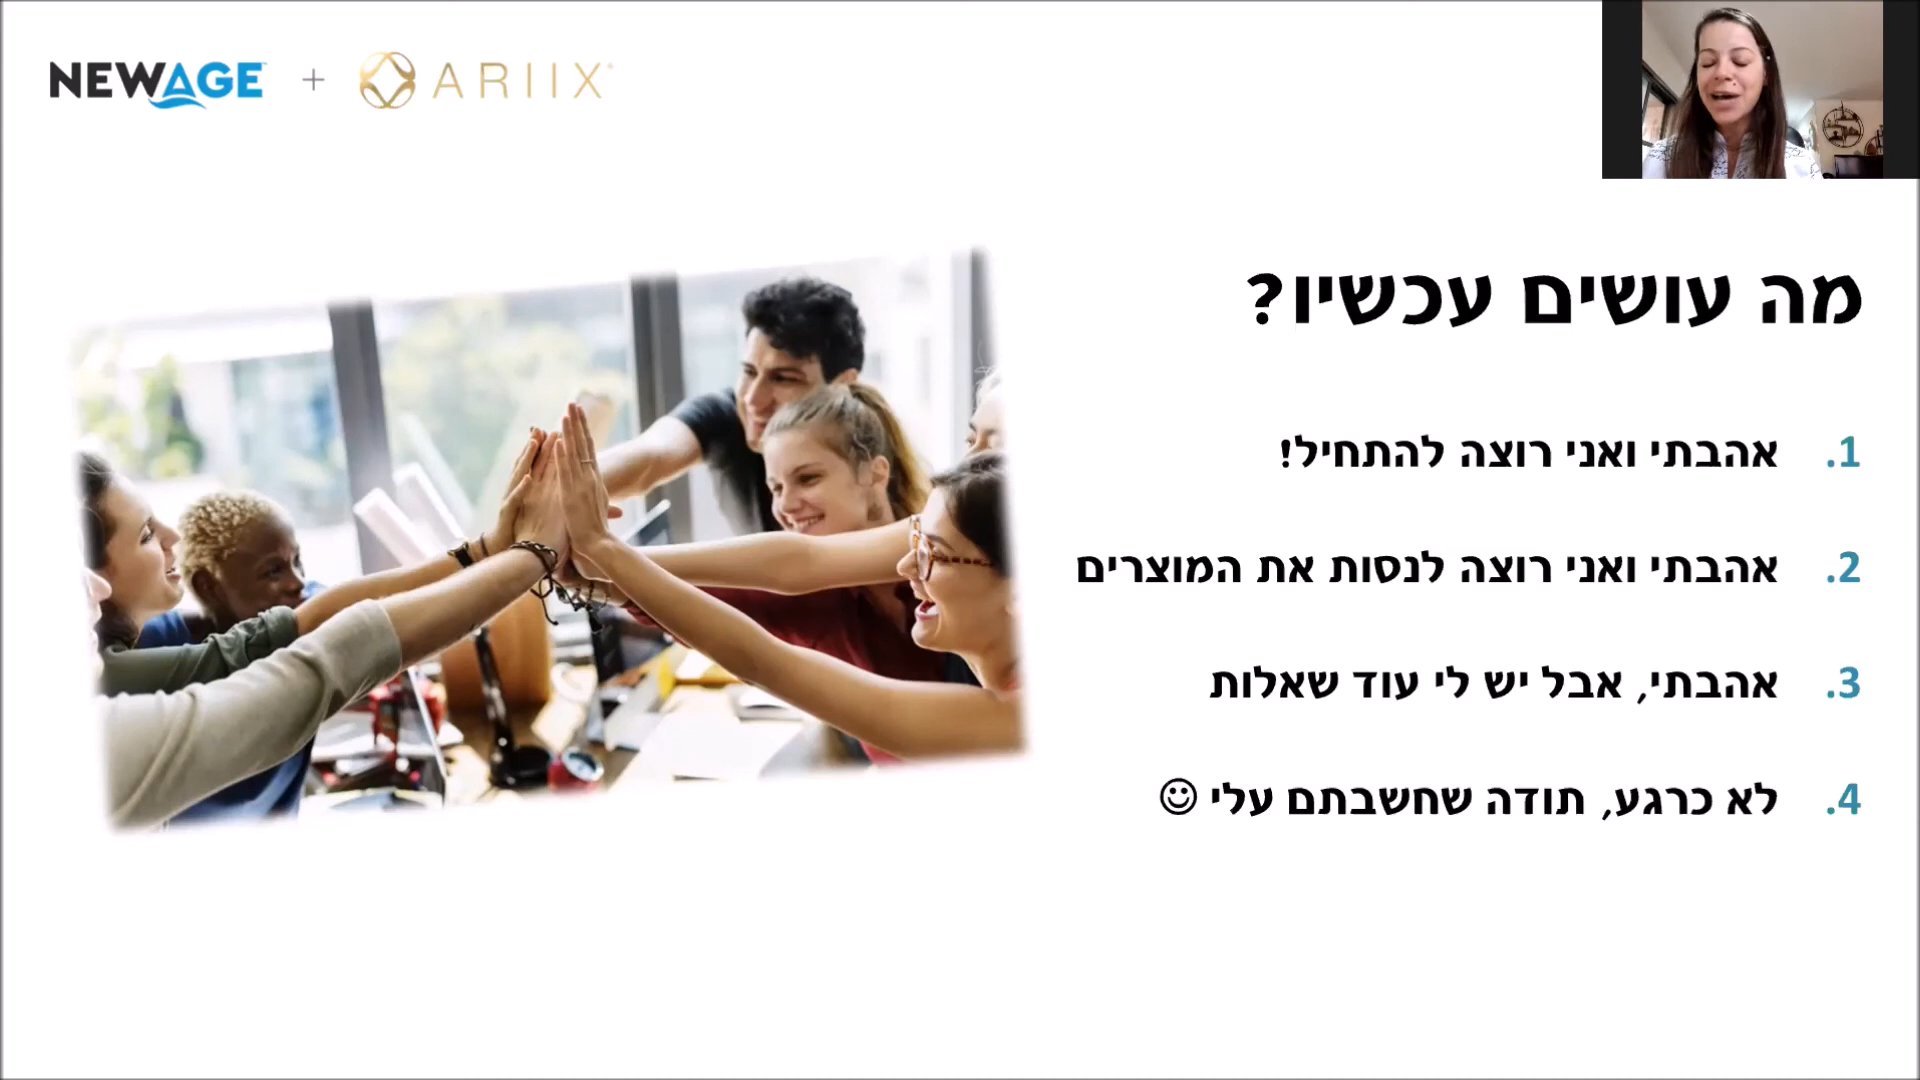 NEWAGE + ARIIX
מה עושים עכשיו?
1. אהבתי ואני רוצה להתחיל!
2. אהבתי ואני רוצה לנסות את המוצרים
3. אהבתי, אבל יש לי עוד שאלות
4. לא כרגע, תודה שחשבתם עלי ☺